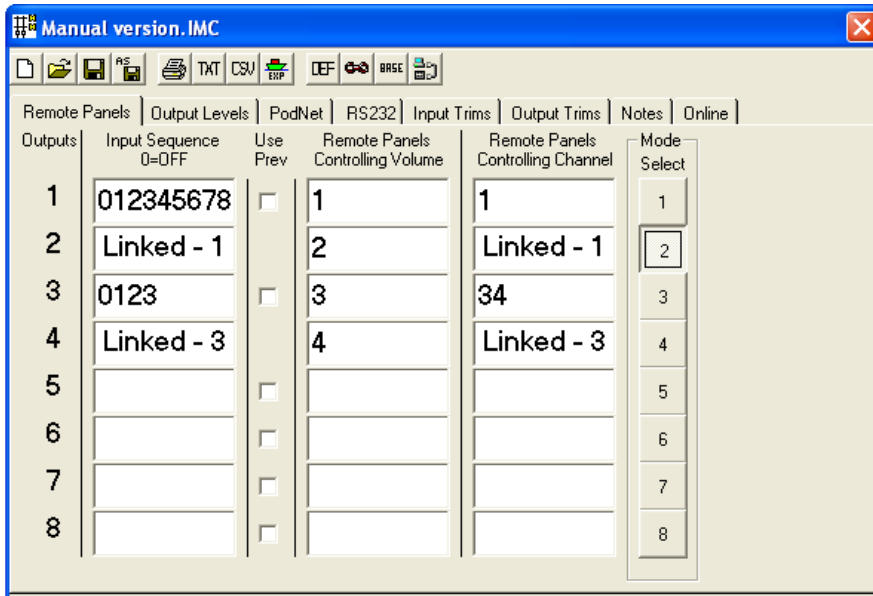 Manual version.IMC
AS TXT CSV EXP DEF BASE
Remote Panels Output Levels PodNet RS232 Input Trims Output Trims Notes Online
Outputs Input Sequence 0=OFF Use Prev Remote Panels Controlling Volume Remote Panels Controlling Channel Mode Select
1 012345678 1 1 1
2 Linked - 1 2 Linked - 1 2
3 0123 3 34 3
4 Linked - 3 4 Linked - 3 4
5 5
6 6
7 7
8 8